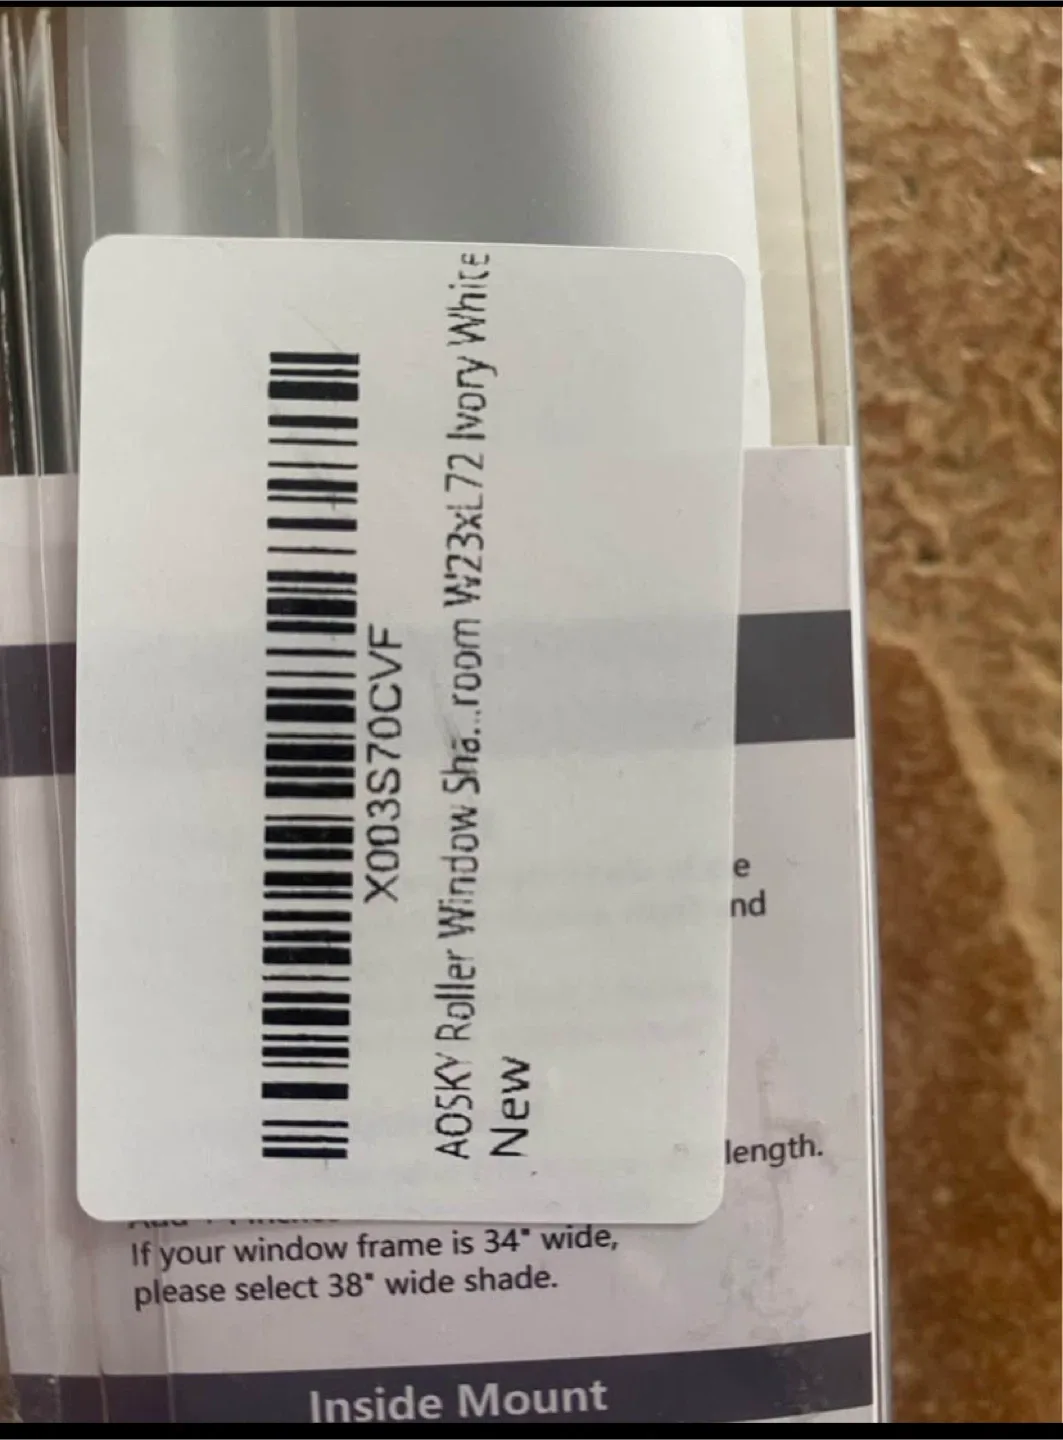 X003S70CVF
AOSKY Roller Window Sha...room W23xL72 Ivory White
New
e
nd
length.
If your window frame is 34" wide,
please select 38" wide shade.
Inside Mount